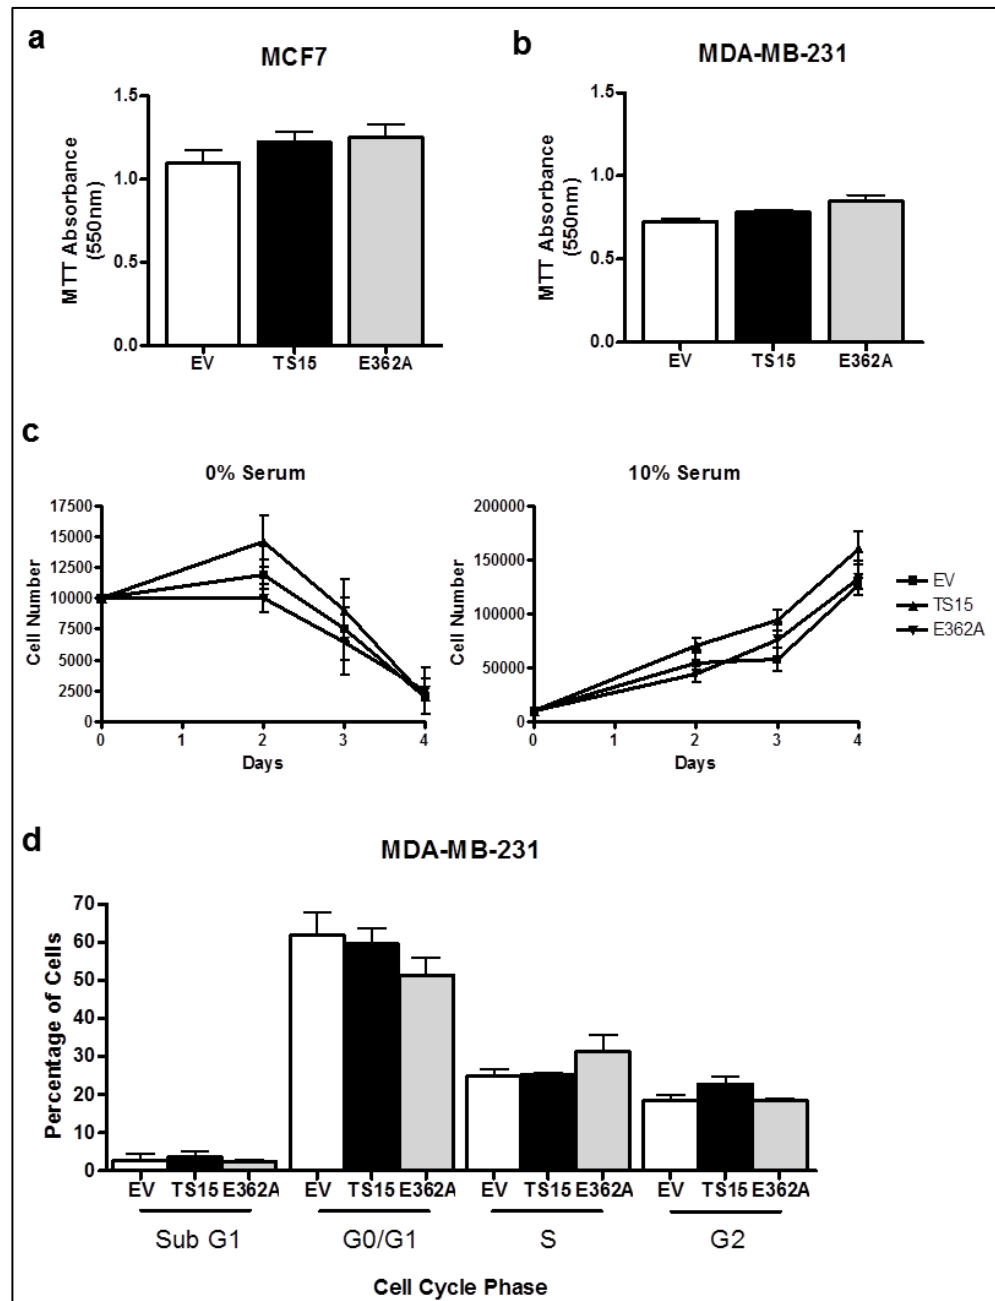 a
MCF7
MTT Absorbance
(550nm)
1.5
1.0
0.5
0.0
EV TS15 E362A
b
MDA-MB-231
MTT Absorbance
(550nm)
1.5
1.0
0.5
0.0
EV TS15 E362A
c
0% Serum
Cell Number
17500
15000
12500
10000
7500
5000
2500
0
0 1 2 3 4
Days
10% Serum
Cell Number
200000
150000
100000
50000
0
0 1 2 3 4
Days
EV
TS15
E362A
d
MDA-MB-231
Percentage of Cells
70
60
50
40
30
20
10
0
EV TS15 E362A EV TS15 E362A EV TS15 E362A EV TS15 E362A
Sub G1 G0/G1 S G2
Cell Cycle Phase